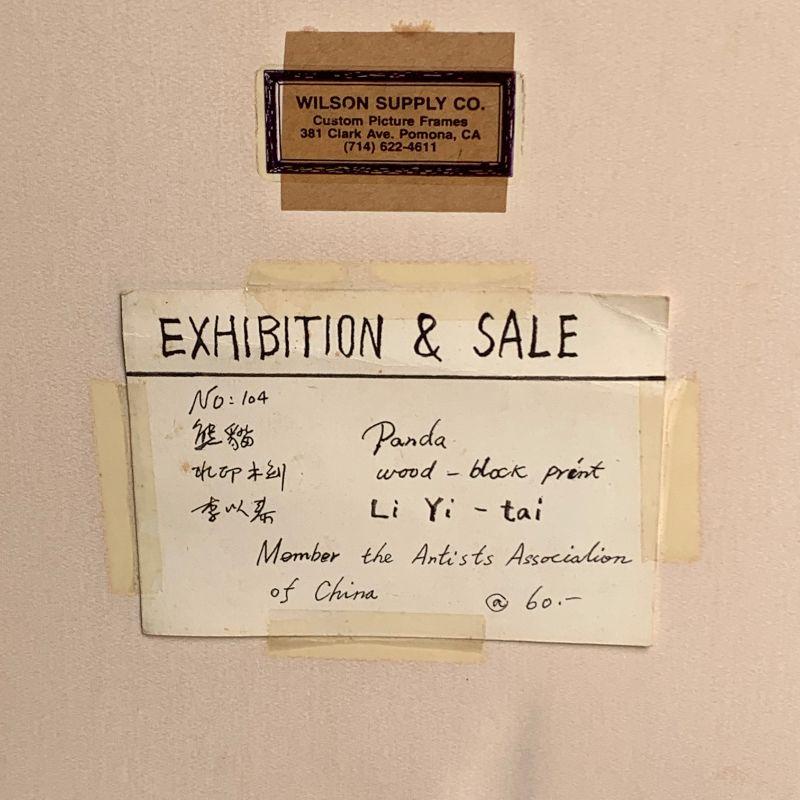 WILSON SUPPLY CO.
Custom Picture Frames
381 Clark Ave. Pomona, CA
(714) 622-4611
EXHIBITION & SALE
No: 104
熊貓 Panda
水印木刻 wood - block print
李以泰 Li Yi - tai
Member the Artists Association
of China @ 60.-